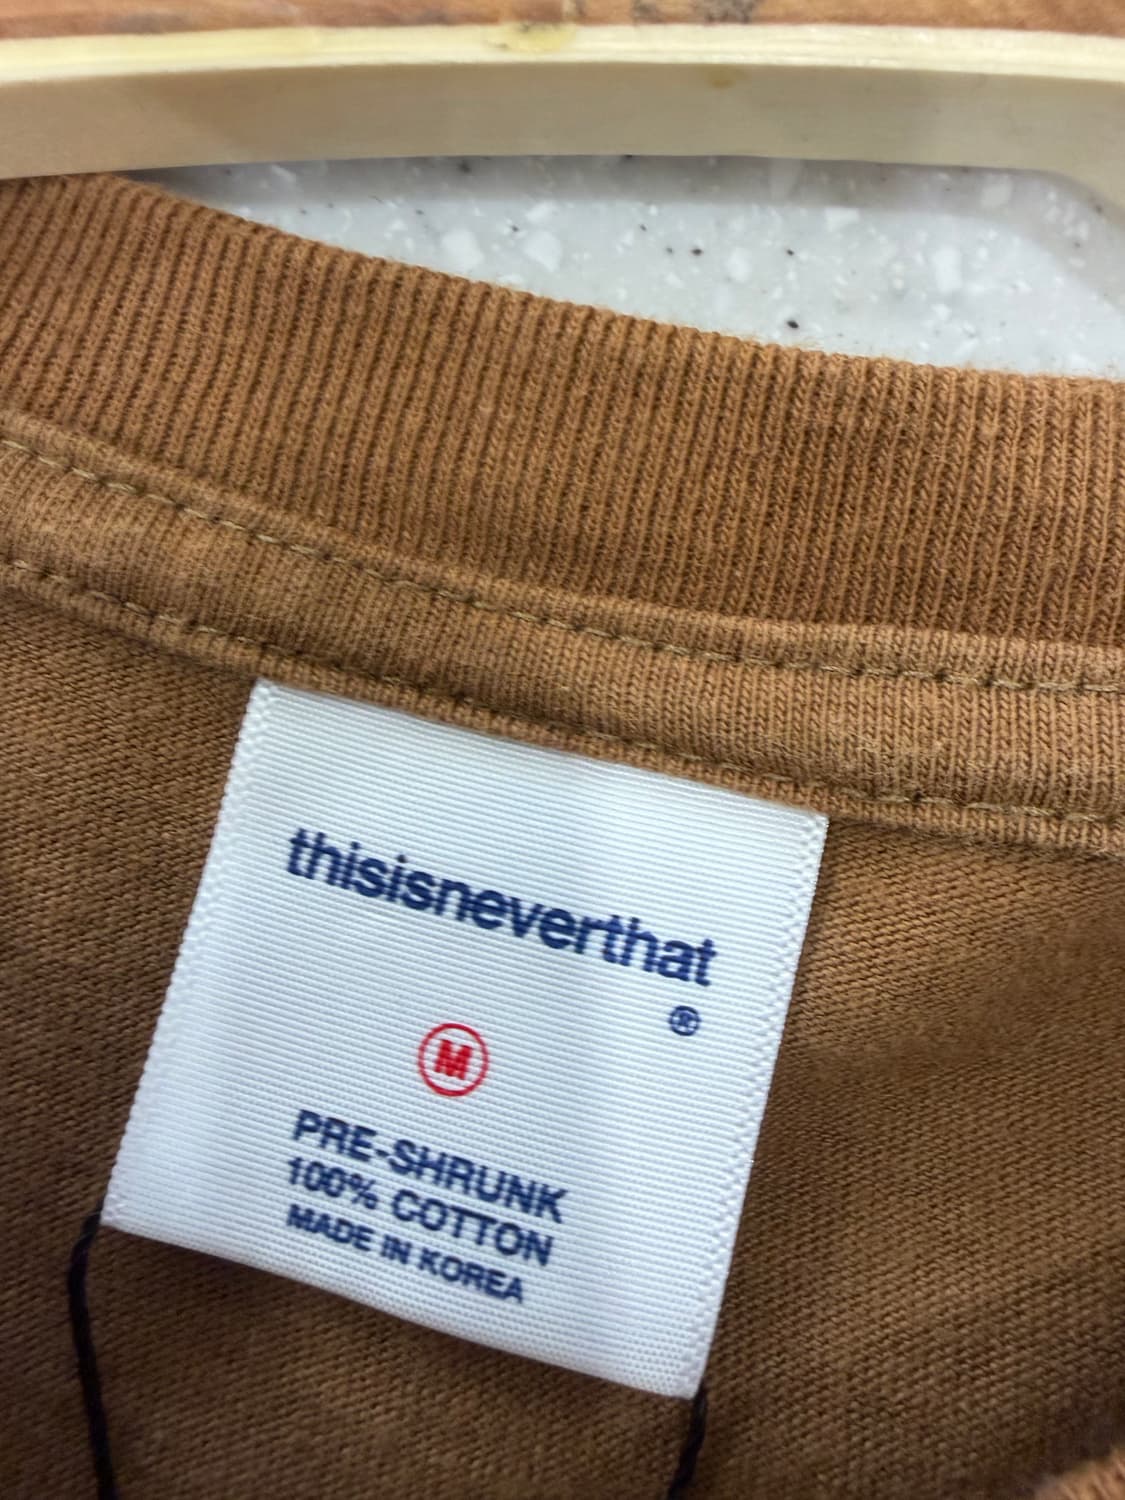 thisisneverthat
®
M
PRE-SHRUNK
100% COTTON
MADE IN KOREA